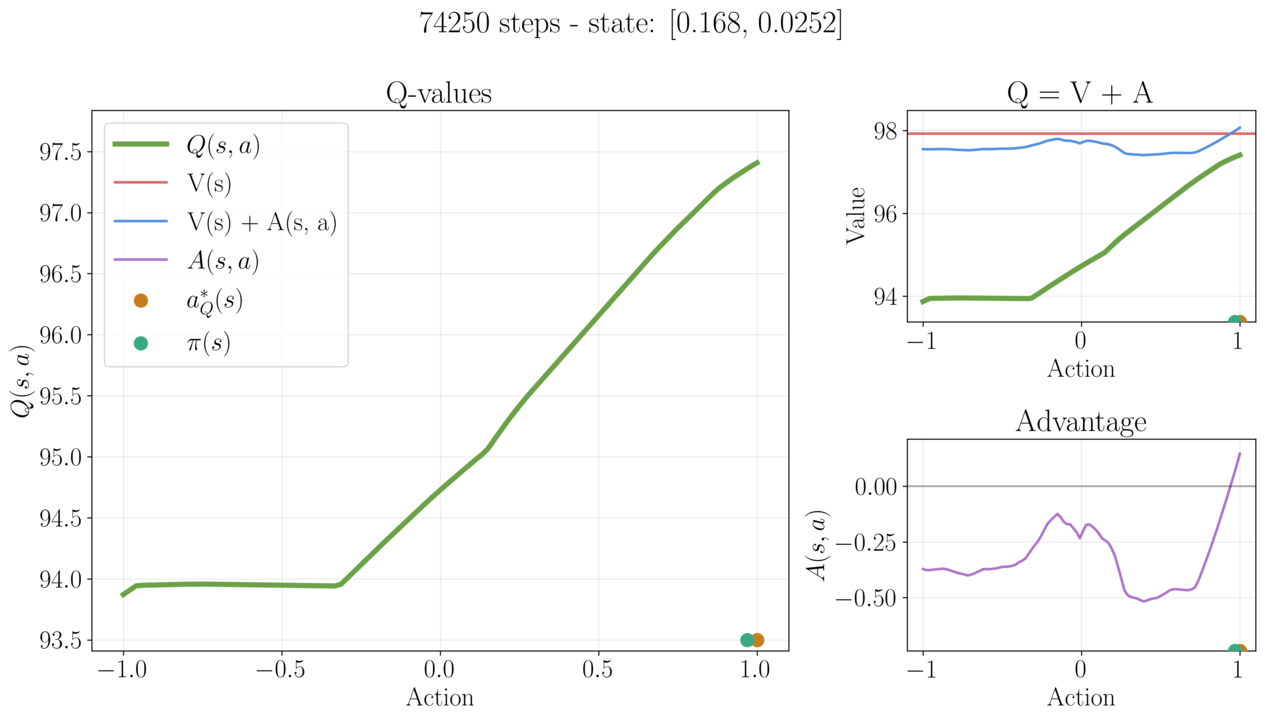 74250 steps - state: [0.168, 0.0252]
Q-values
Q(s, a)
97.5
97.0
96.5
96.0
95.5
95.0
94.5
94.0
93.5
Q(s, a)
V(s)
V(s) + A(s, a)
A(s, a)
a*Q(s)
π(s)
−1.0
−0.5
0.0
0.5
1.0
Action
Q = V + A
Value
98
96
94
−1
0
1
Action
Advantage
A(s, a)
0.00
−0.25
−0.50
−1
0
1
Action